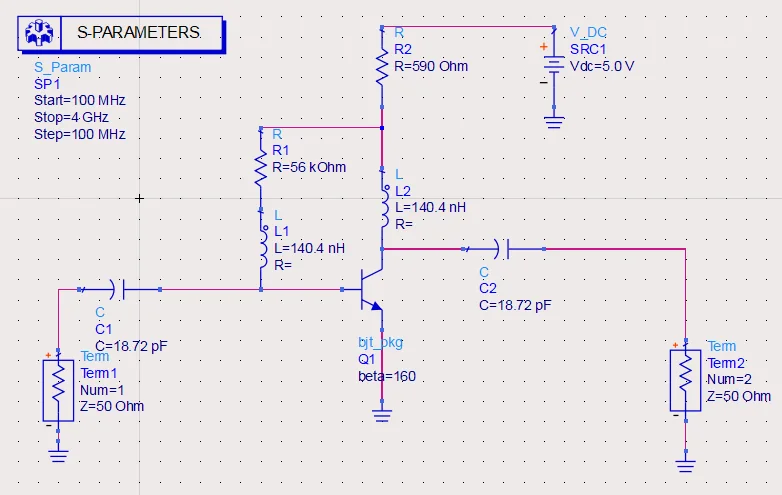 S-PARAMETERS
S_Param
SP1
Start=100 MHz
Stop=4 GHz
Step=100 MHz
R
R2
R=590 Ohm
V_DC
SRC1
Vdc=5.0 V
+
-
R
R1
R=56 kOhm
L
L2
L=140.4 nH
R=
L
L1
L=140.4 nH
R=
C
C2
C=18.72 pF
C
C1
C=18.72 pF
bjt_pkg
Q1
beta=160
+
Term
Term1
Num=1
Z=50 Ohm
-
+
Term
Term2
Num=2
Z=50 Ohm
-